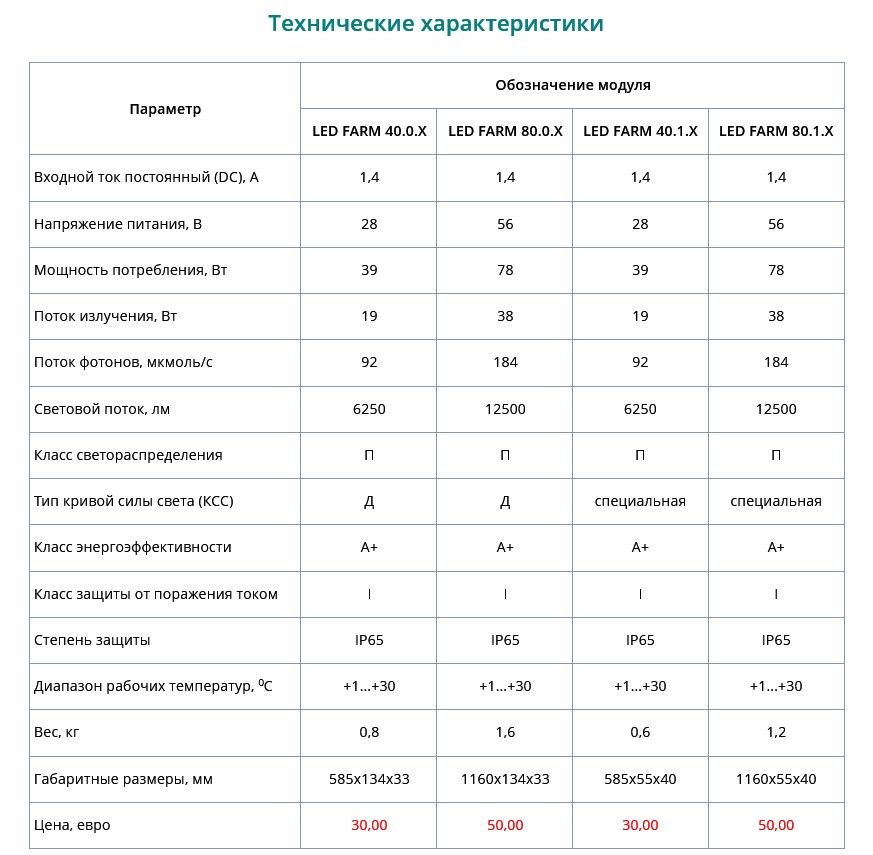 Технические характеристики
Параметр
Обозначение модуля
LED FARM 40.0.X LED FARM 80.0.X LED FARM 40.1.X LED FARM 80.1.X
Входной ток постоянный (DC), А 1,4 1,4 1,4 1,4
Напряжение питания, В 28 56 28 56
Мощность потребления, Вт 39 78 39 78
Поток излучения, Вт 19 38 19 38
Поток фотонов, мкмоль/с 92 184 92 184
Световой поток, лм 6250 12500 6250 12500
Класс светораспределения П П П П
Тип кривой силы света (КСС) Д Д специальная специальная
Класс энергоэффективности А+ А+ А+ А+
Класс защиты от поражения током I I I I
Степень защиты IP65 IP65 IP65 IP65
Диапазон рабочих температур, ⁰С +1...+30 +1...+30 +1...+30 +1...+30
Вес, кг 0,8 1,6 0,6 1,2
Габаритные размеры, мм 585х134х33 1160х134х33 585х55х40 1160х55х40
Цена, евро 30,00 50,00 30,00 50,00